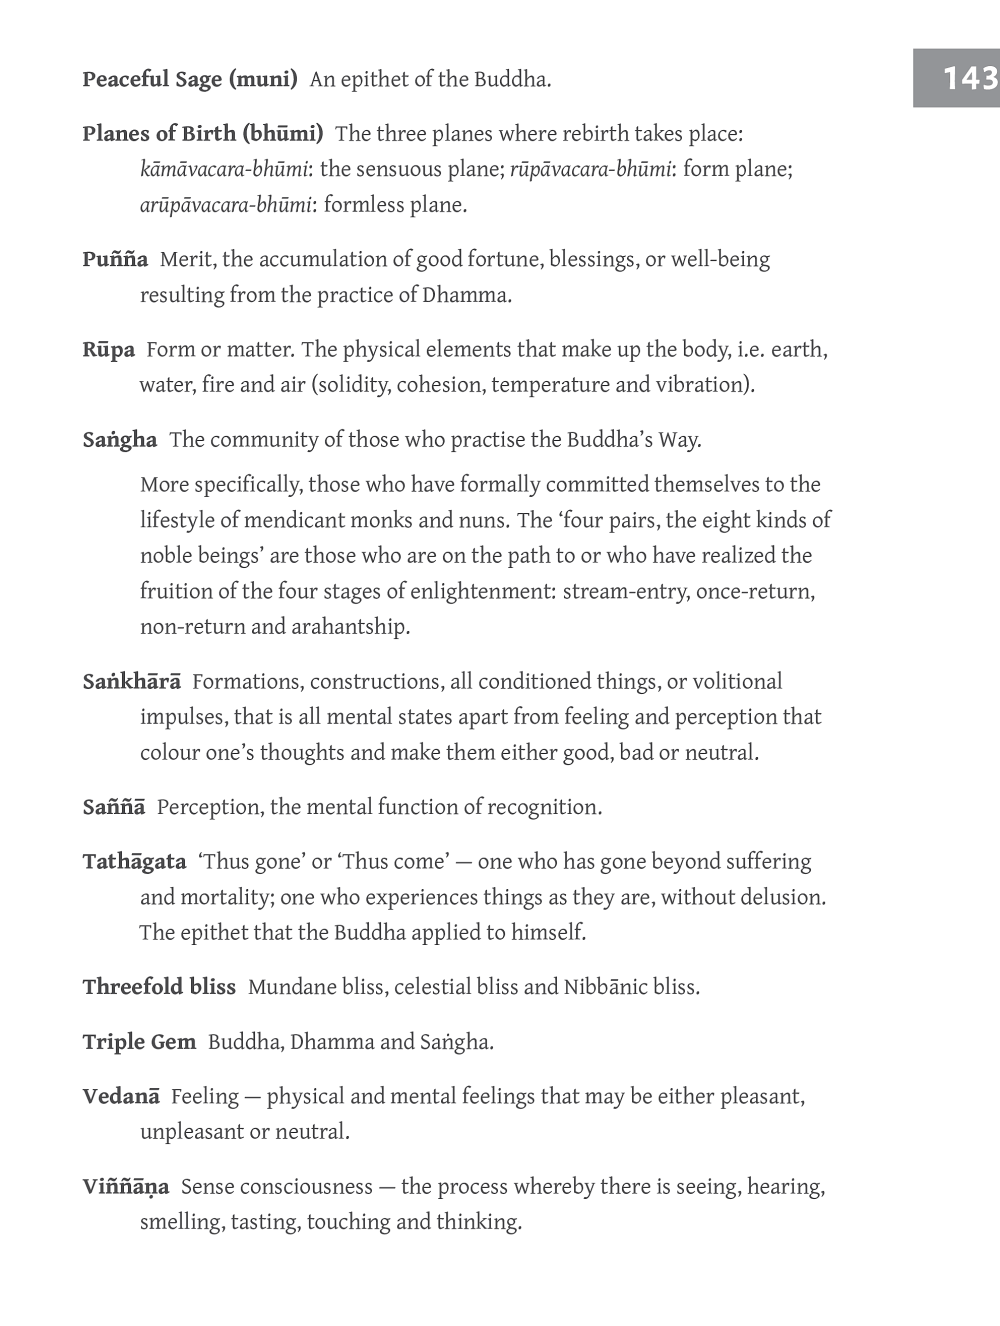 143
Peaceful Sage (muni) An epithet of the Buddha.
Planes of Birth (bhūmi) The three planes where rebirth takes place:
kāmāvacara-bhūmi: the sensuous plane; rūpāvacara-bhūmi: form plane;
arūpāvacara-bhūmi: formless plane.
Puñña Merit, the accumulation of good fortune, blessings, or well-being
resulting from the practice of Dhamma.
Rūpa Form or matter. The physical elements that make up the body, i.e. earth,
water, fire and air (solidity, cohesion, temperature and vibration).
Saṅgha The community of those who practise the Buddha’s Way.
More specifically, those who have formally committed themselves to the
lifestyle of mendicant monks and nuns. The ‘four pairs, the eight kinds of
noble beings’ are those who are on the path to or who have realized the
fruition of the four stages of enlightenment: stream-entry, once-return,
non-return and arahantship.
Saṅkhārā Formations, constructions, all conditioned things, or volitional
impulses, that is all mental states apart from feeling and perception that
colour one’s thoughts and make them either good, bad or neutral.
Saññā Perception, the mental function of recognition.
Tathāgata ‘Thus gone’ or ‘Thus come’ — one who has gone beyond suffering
and mortality; one who experiences things as they are, without delusion.
The epithet that the Buddha applied to himself.
Threefold bliss Mundane bliss, celestial bliss and Nibbānic bliss.
Triple Gem Buddha, Dhamma and Saṅgha.
Vedanā Feeling — physical and mental feelings that may be either pleasant,
unpleasant or neutral.
Viññāṇa Sense consciousness — the process whereby there is seeing, hearing,
smelling, tasting, touching and thinking.